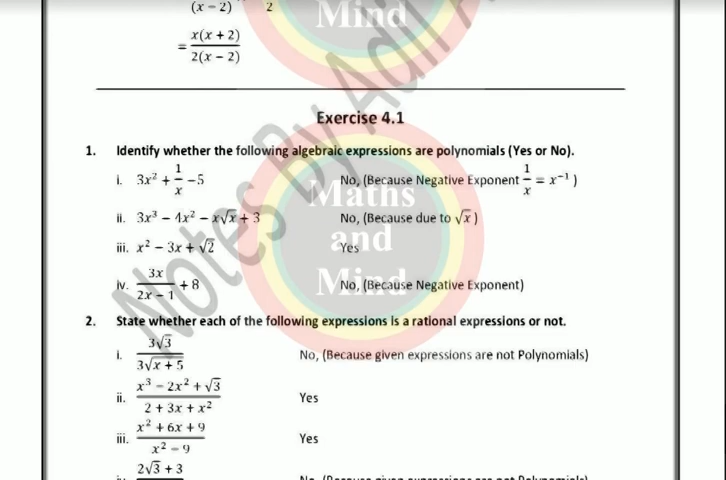 (x − 2) 2
= x(x + 2) / 2(x − 2)
Exercise 4.1
1. Identify whether the following algebraic expressions are polynomials (Yes or No).
i. 3x² + 1/x −5 No, (Because Negative Exponent 1/x = x⁻¹ )
ii. 3x³ − 4x² − x√x + 3 No, (Because due to √x )
iii. x² − 3x + √2 Yes
iv. 3x / 2x − 1 + 8 No, (Because Negative Exponent)
2. State whether each of the following expressions is a rational expressions or not.
i. 3√3 / 3√x + 5 No, (Because given expressions are not Polynomials)
ii. x³ − 2x² + √3 / 2 + 3x + x² Yes
iii. x² + 6x + 9 / x² − 9 Yes
2√3 + 3
Mind
Maths
and
Mind
Notes By